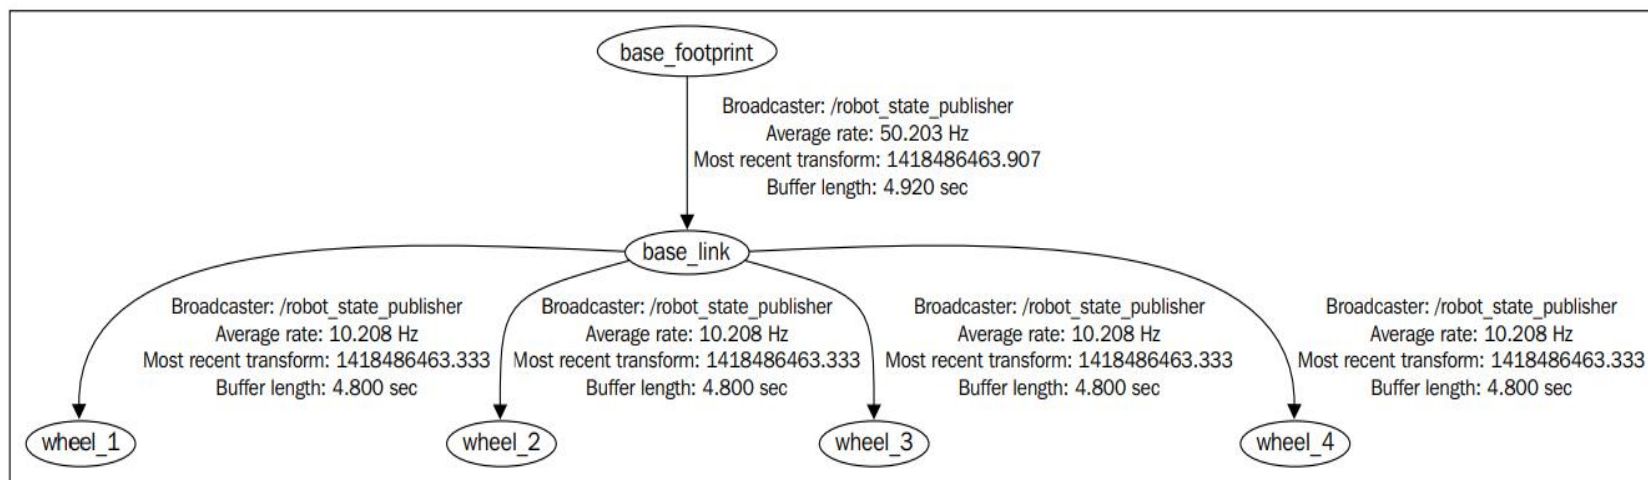 base_footprint
Broadcaster: /robot_state_publisher
Average rate: 50.203 Hz
Most recent transform: 1418486463.907
Buffer length: 4.920 sec
base_link
Broadcaster: /robot_state_publisher
Average rate: 10.208 Hz
Most recent transform: 1418486463.333
Buffer length: 4.800 sec
Broadcaster: /robot_state_publisher
Average rate: 10.208 Hz
Most recent transform: 1418486463.333
Buffer length: 4.800 sec
Broadcaster: /robot_state_publisher
Average rate: 10.208 Hz
Most recent transform: 1418486463.333
Buffer length: 4.800 sec
Broadcaster: /robot_state_publisher
Average rate: 10.208 Hz
Most recent transform: 1418486463.333
Buffer length: 4.800 sec
wheel_1
wheel_2
wheel_3
wheel_4